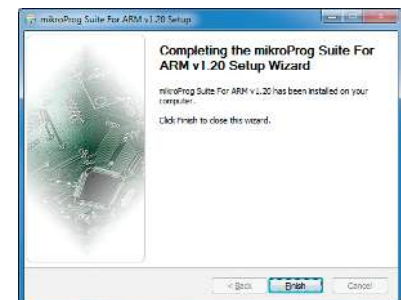 mikroProg Suite For ARM v1.20 Setup
Completing the mikroProg Suite For
ARM v1.20 Setup Wizard
mikroProg Suite For ARM v1.20 has been installed on your
computer.
Click Finish to close this wizard.
< Back Finish Cancel